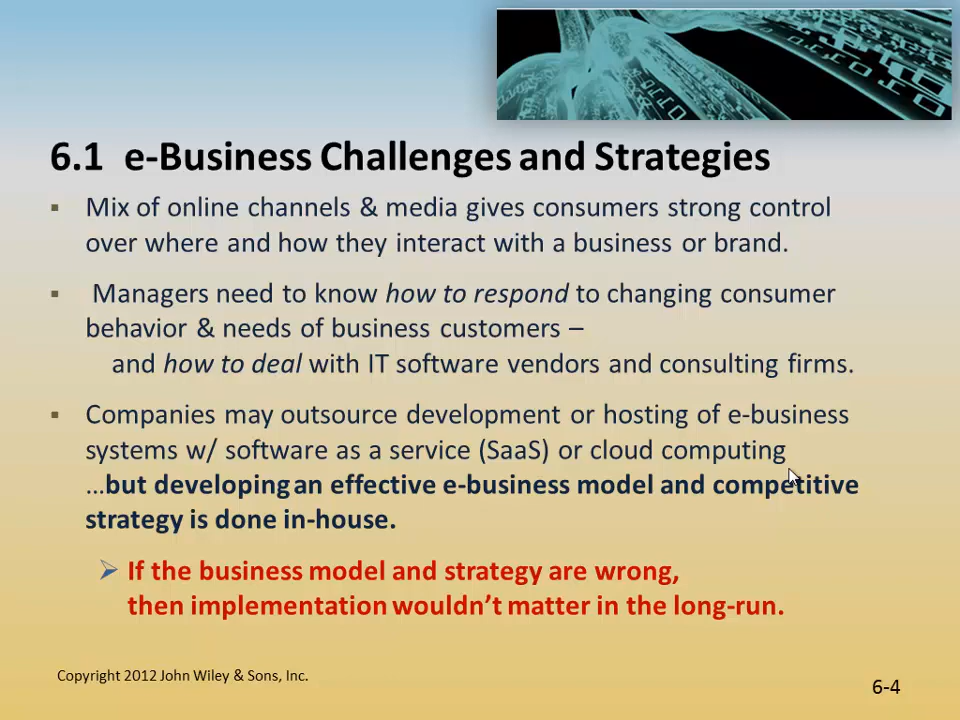 6.1 e-Business Challenges and Strategies
▪ Mix of online channels & media gives consumers strong control
over where and how they interact with a business or brand.
▪ Managers need to know how to respond to changing consumer
behavior & needs of business customers –
and how to deal with IT software vendors and consulting firms.
▪ Companies may outsource development or hosting of e-business
systems w/ software as a service (SaaS) or cloud computing
…but developing an effective e-business model and competitive
strategy is done in-house.
➢ If the business model and strategy are wrong,
then implementation wouldn’t matter in the long-run.
Copyright 2012 John Wiley & Sons, Inc.
6-4